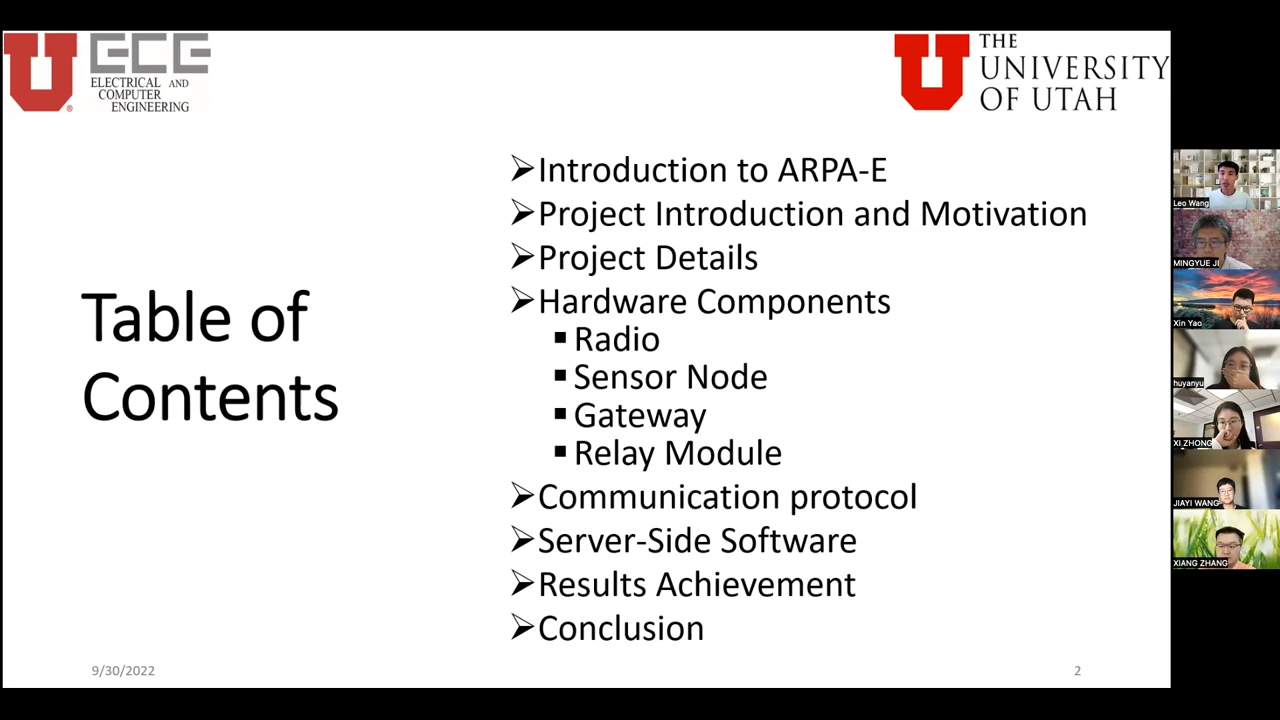 ECE
ELECTRICAL AND
COMPUTER
ENGINEERING
THE
UNIVERSITY
OF UTAH
Table of
Contents
Introduction to ARPA-E
Project Introduction and Motivation
Project Details
Hardware Components
Radio
Sensor Node
Gateway
Relay Module
Communication protocol
Server-Side Software
Results Achievement
Conclusion
9/30/2022
2
Leo Wang
MINGYUE JI
Xin Yao
huyanyu
XI ZHONG
JIAYI WANG
XIANG ZHANG